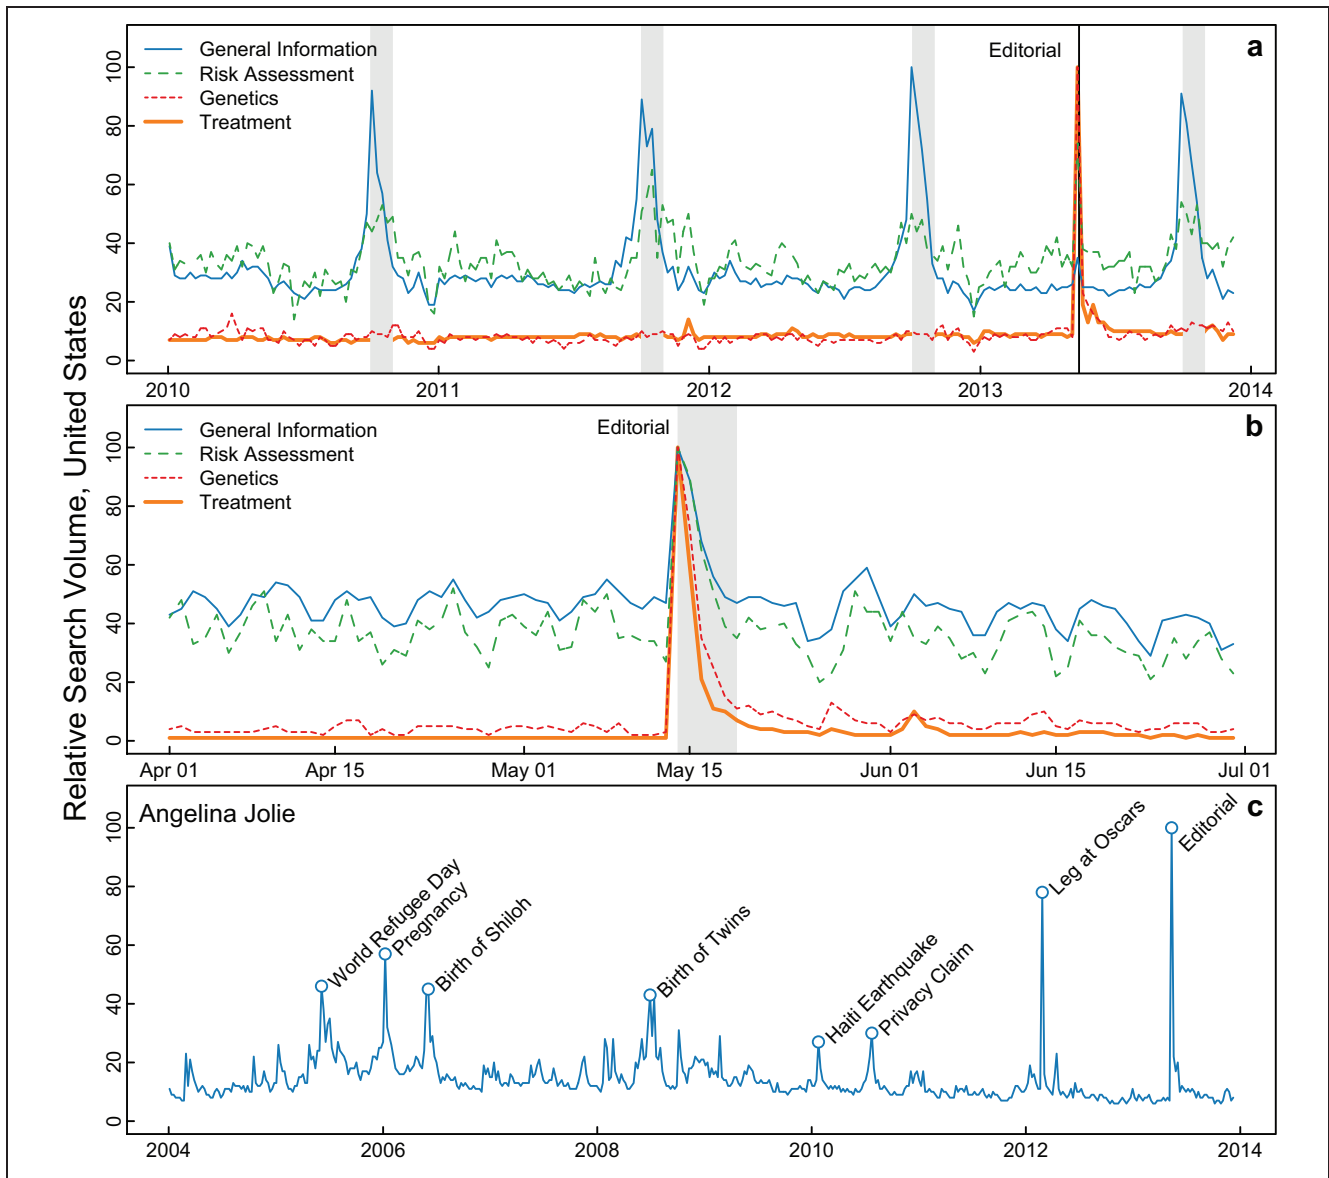 Relative Search Volume, United States
a
General Information
Risk Assessment
Genetics
Treatment
Editorial
100
80
60
40
20
0
2010 2011 2012 2013 2014
b
General Information
Risk Assessment
Genetics
Treatment
Editorial
100
80
60
40
20
0
Apr 01 Apr 15 May 01 May 15 Jun 01 Jun 15 Jul 01
c
Angelina Jolie
World Refugee Day
Pregnancy
Birth of Shiloh
Birth of Twins
Haiti Earthquake
Privacy Claim
Leg at Oscars
Editorial
100
80
60
40
20
0
2004 2006 2008 2010 2012 2014